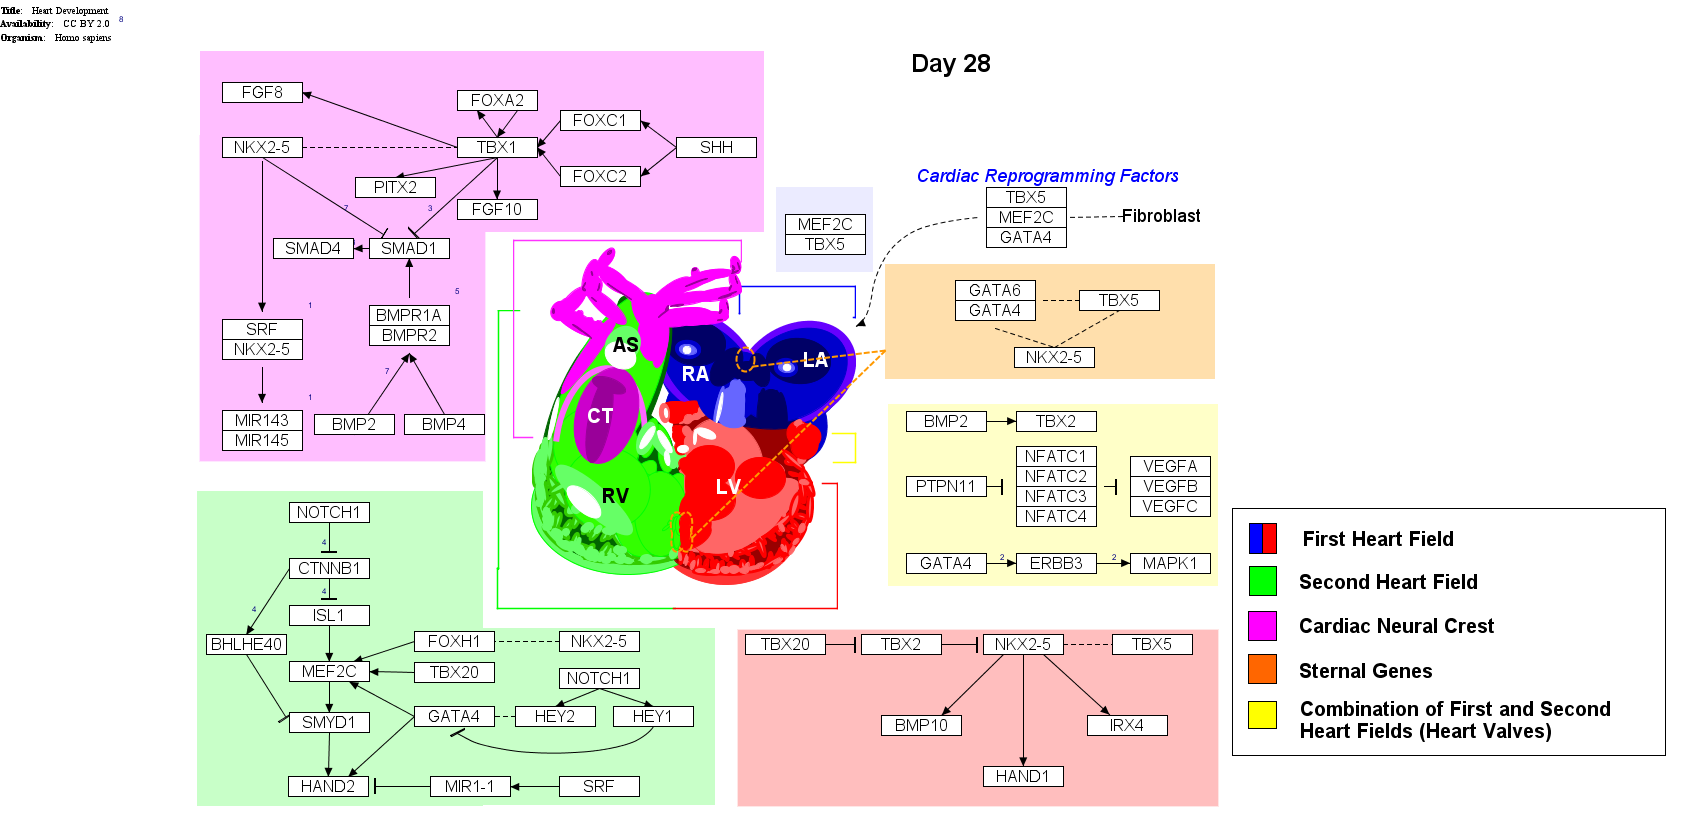 Title: Heart Development
Availability: CC BY 2.0
8
Organism: Homo sapiens
Day 28
FGF8
FOXA2
FOXC1
NKX2-5
TBX1
SHH
FOXC2
PITX2
FGF10
7
3
SMAD4
SMAD1
5
1
BMPR1A
BMPR2
SRF
NKX2-5
7
1
MIR143
MIR145
BMP2
BMP4
MEF2C
TBX5
Cardiac Reprogramming Factors
TBX5
MEF2C
GATA4
Fibroblast
GATA6
GATA4
TBX5
NKX2-5
AS
RA
LA
CT
RV
LV
BMP2
TBX2
PTPN11
NFATC1
NFATC2
NFATC3
NFATC4
VEGFA
VEGFB
VEGFC
GATA4
2
ERBB3
2
MAPK1
NOTCH1
4
CTNNB1
4
4
ISL1
BHLHE40
FOXH1
NKX2-5
MEF2C
TBX20
NOTCH1
SMYD1
GATA4
HEY2
HEY1
HAND2
MIR1-1
SRF
TBX20
TBX2
NKX2-5
TBX5
BMP10
IRX4
HAND1
First Heart Field
Second Heart Field
Cardiac Neural Crest
Sternal Genes
Combination of First and Second
Heart Fields (Heart Valves)